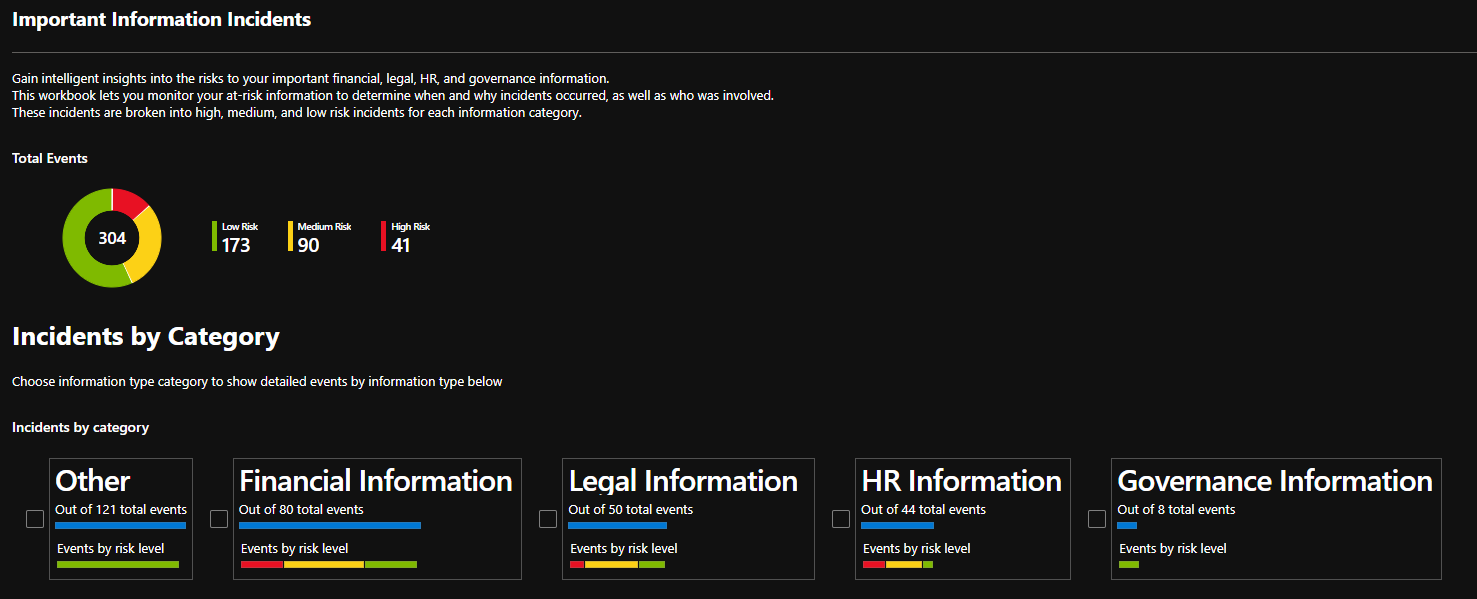 Important Information Incidents
Gain intelligent insights into the risks to your important financial, legal, HR, and governance information.
This workbook lets you monitor your at-risk information to determine when and why incidents occurred, as well as who was involved.
These incidents are broken into high, medium, and low risk incidents for each information category.
Total Events
304
Low Risk
173
Medium Risk
90
High Risk
41
Incidents by Category
Choose information type category to show detailed events by information type below
Incidents by category
Other
Out of 121 total events
Events by risk level
Financial Information
Out of 80 total events
Events by risk level
Legal Information
Out of 50 total events
Events by risk level
HR Information
Out of 44 total events
Events by risk level
Governance Information
Out of 8 total events
Events by risk level